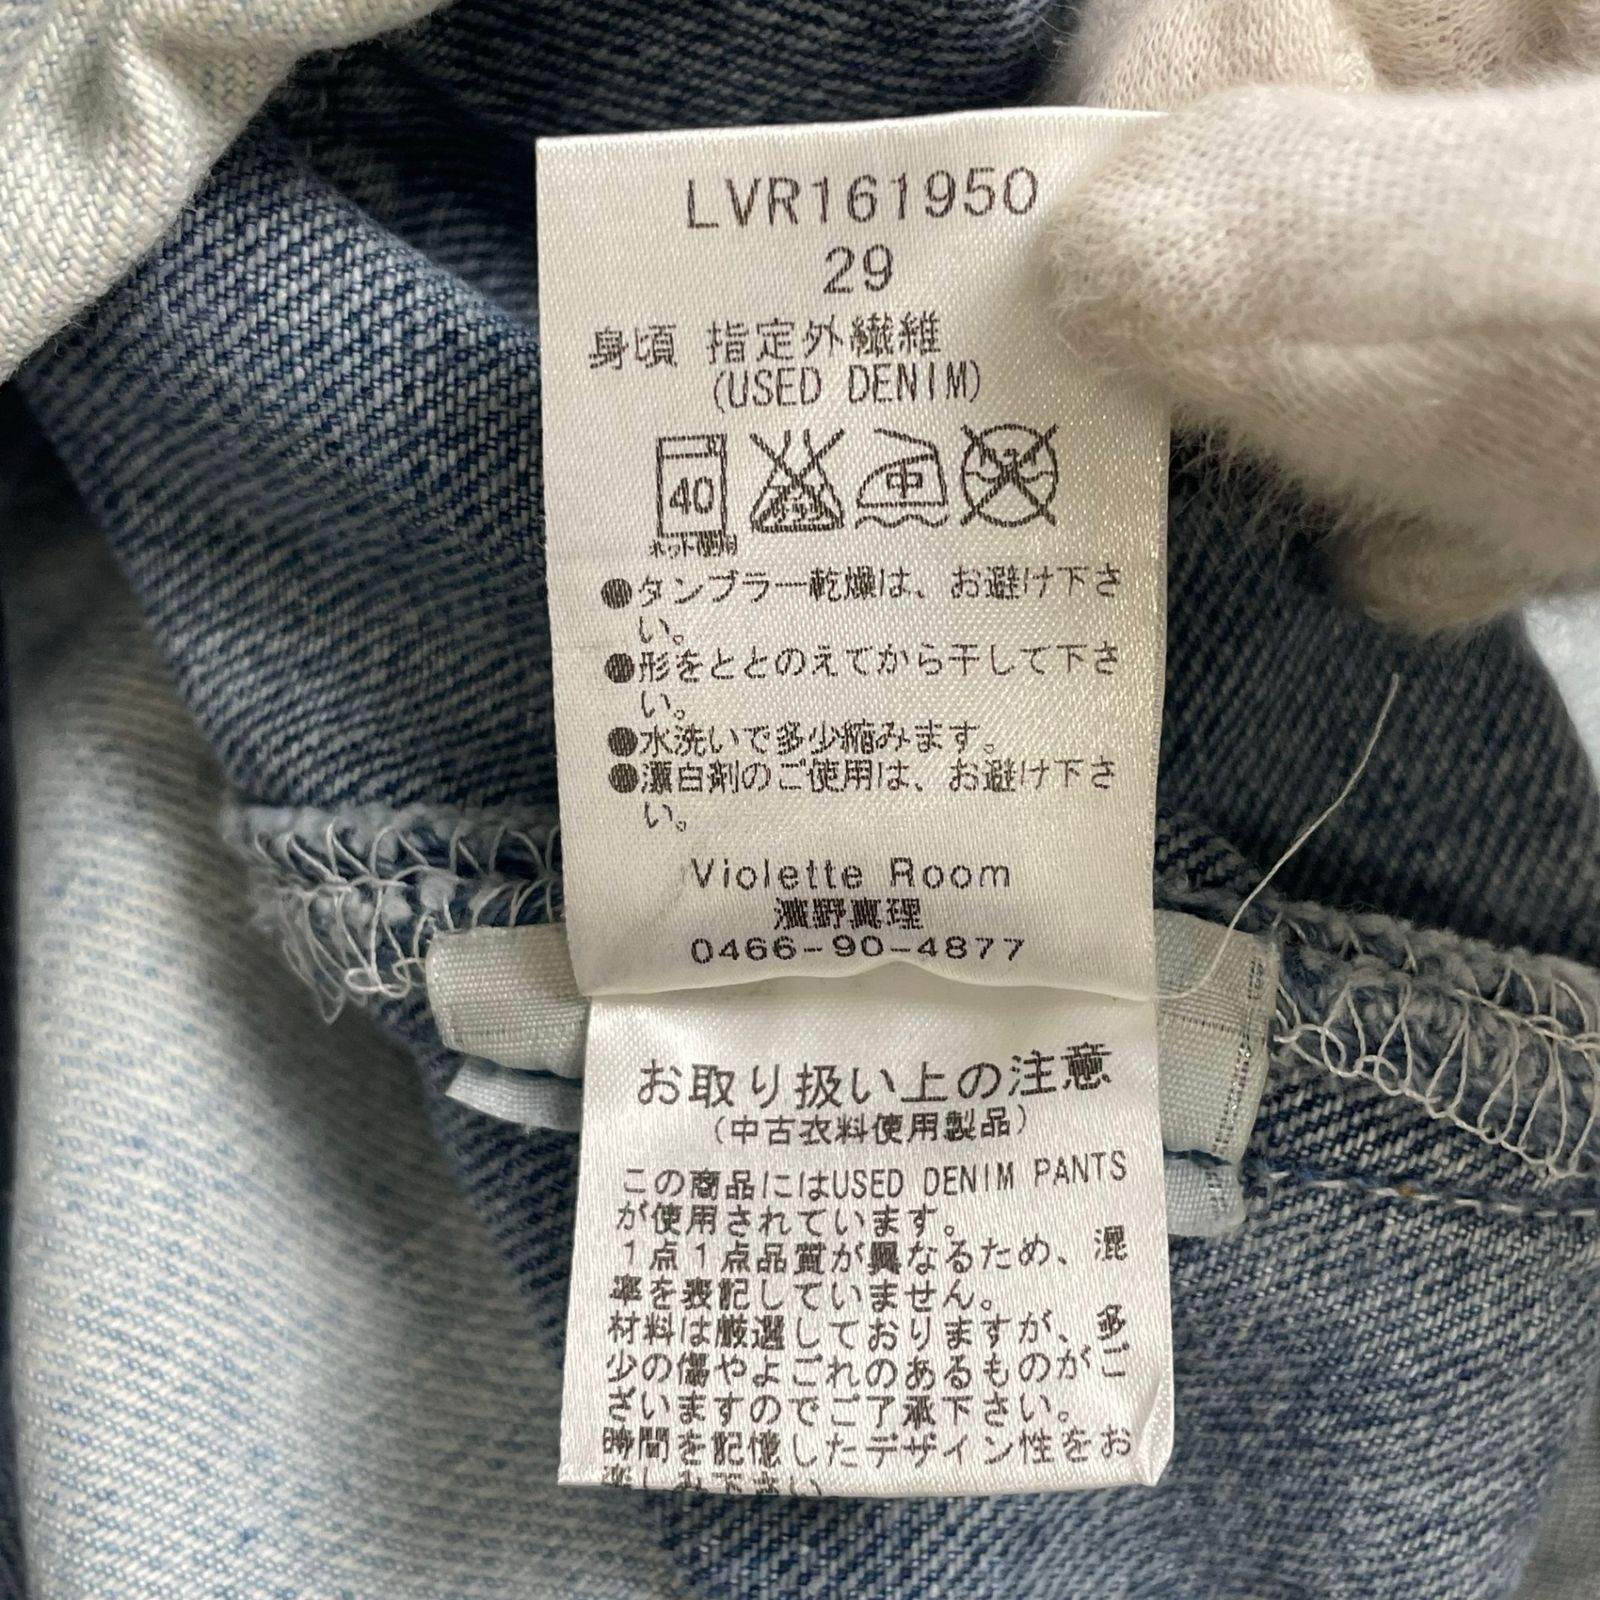 LVR161950
29
身頃 指定外繊維
(USED DENIM)
40
ネット使用
中
●タンブラー乾燥は、お避け下さ
い。
●形をととのえてから干して下さ
い。
●水洗いで多少縮みます。
●漂白剤のご使用は、お避け下さ
い。
Violette Room
濱野真理
0466-90-4877
お取り扱い上の注意
(中古衣料使用製品)
この商品にはUSED DENIM PANTS
が使用されています。
1点1点品質が異なるため、混
率を表記していません。
材料は厳選しておりますが、多
少の傷やよごれのあるものがご
ざいますのでご了承下さい。
時間を記憶したデザイン性をお
楽しみ下さい